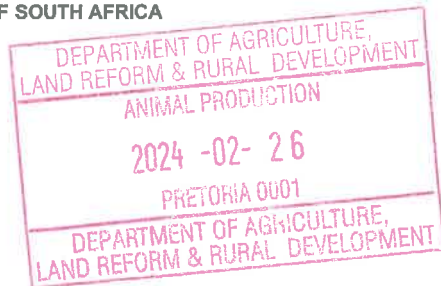 F SOUTH AFRICA
DEPARTMENT OF AGRICULTURE,
LAND REFORM & RURAL DEVELOPMENT
ANIMAL PRODUCTION
2024 -02- 26
PRETORIA 0001
DEPARTMENT OF AGRICULTURE,
LAND REFORM & RURAL DEVELOPMENT